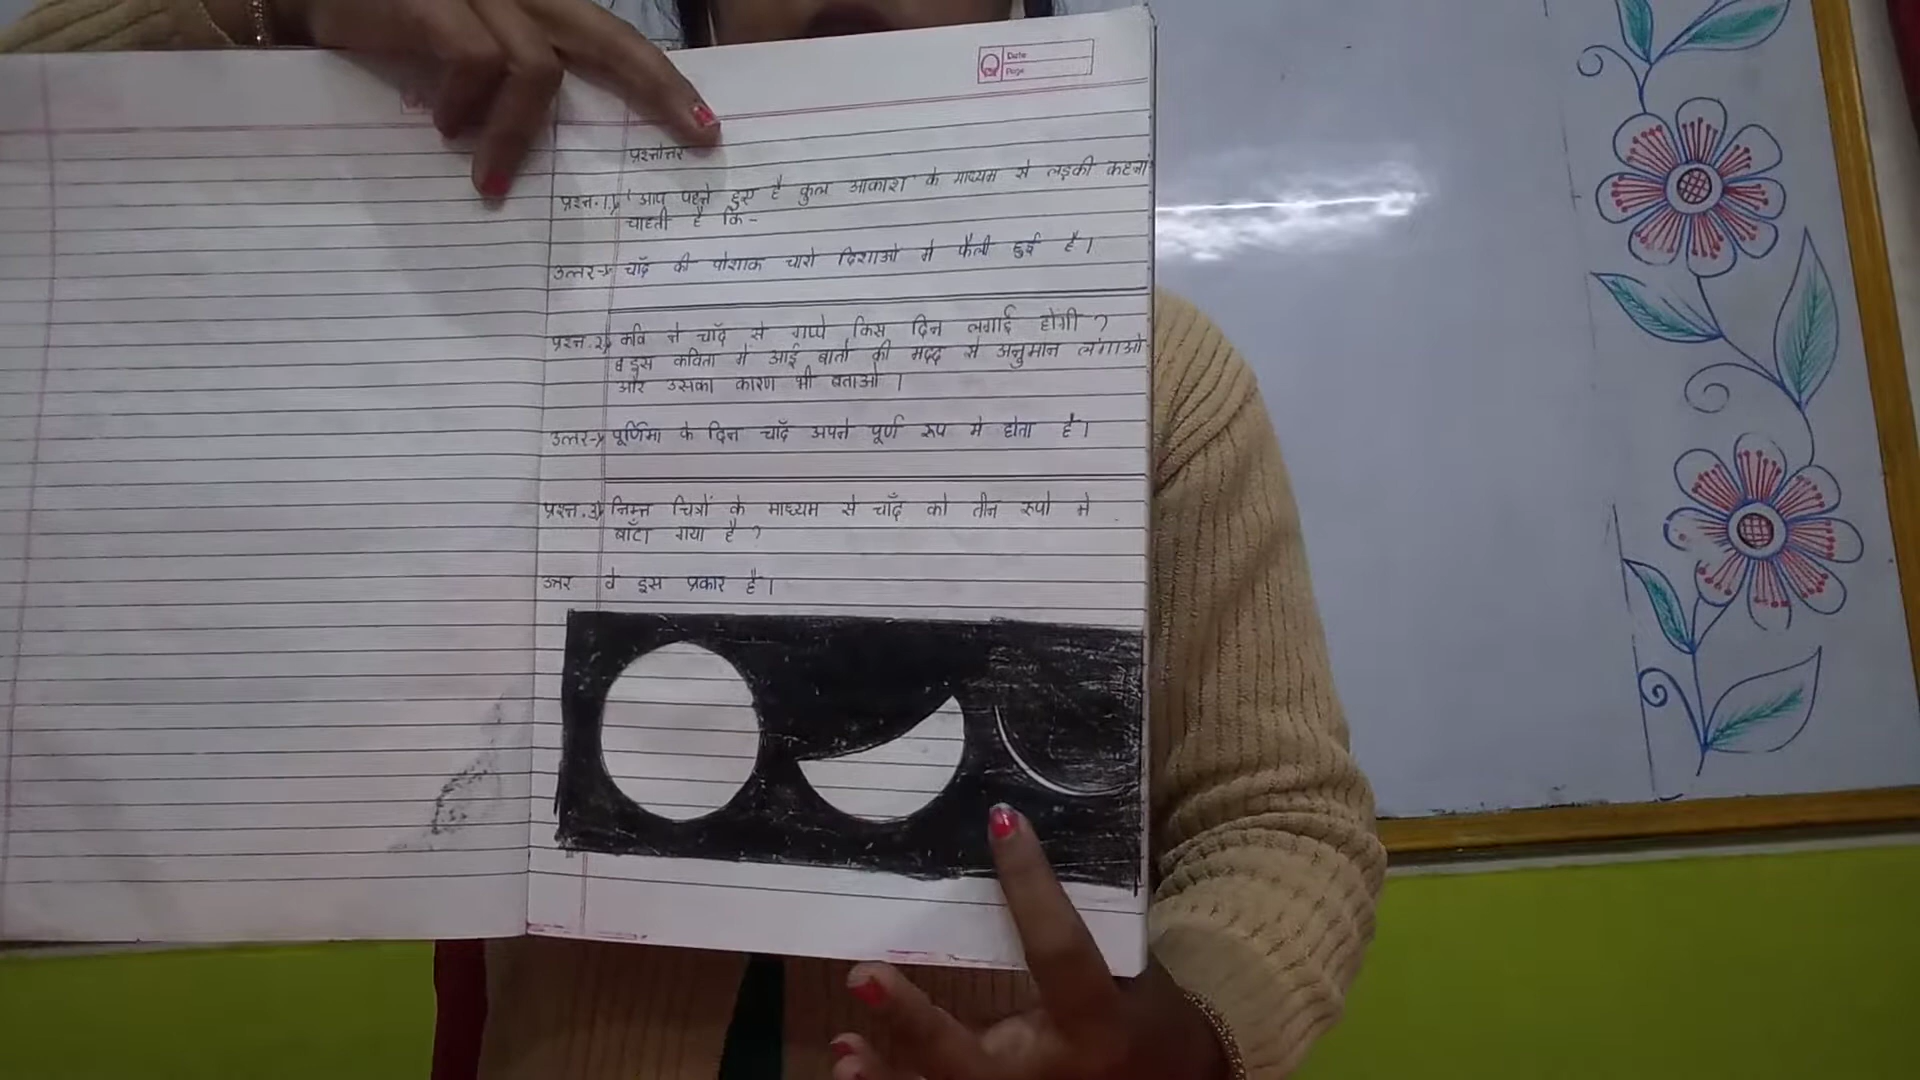 Date
Page
प्रश्नोत्तर
प्रश्न.1) 'आप पहने हुए है कुल आकाश' के माध्यम से लड़की कहना
चाहती है कि-
उत्तर-> चाँद की पोशाक चारो दिशाओ मे फैली हुई है।
प्रश्न.2) कवि ने चाँद से गप्पे किस दिन लगाई होगी ?
इस कविता मे आई बातो की मदद से अनुमान लगाओ
और उसका कारण भी बताओ।
उत्तर-> पूर्णिमा के दिन चाँद अपने पूर्ण रूप मे होता है।
प्रश्न.3) निम्न चित्रों के माध्यम से चाँद को तीन रूपो मे
बाँटा गया है ?
उत्तर वे इस प्रकार है।